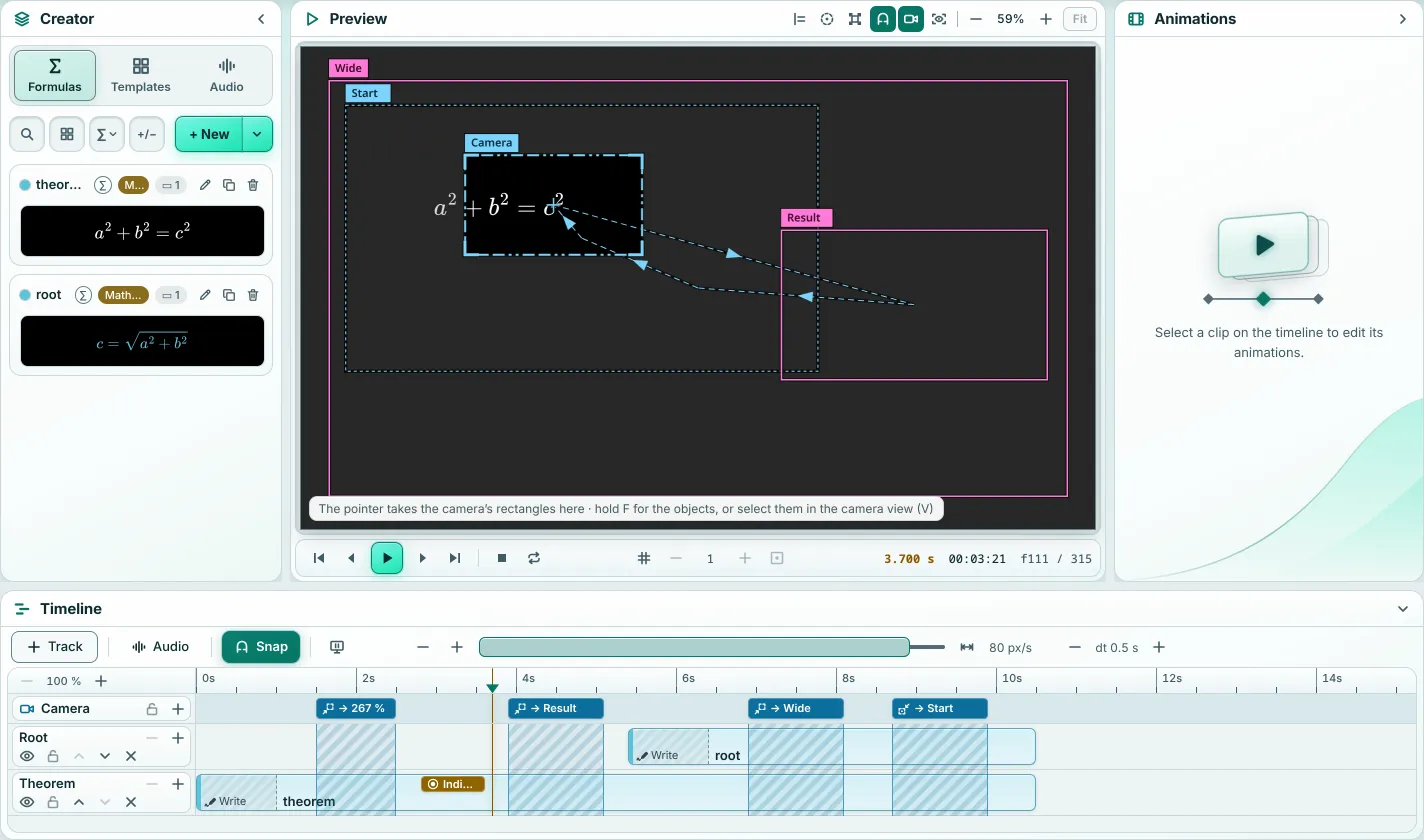 Creator
Formulas Templates Audio
Σ +/− + New
theor... Σ M... 1
a² + b² = c²
root Σ Math... 1
c = √a² + b²
Preview
59% Fit
Wide
Start
Camera
a² + b² = c²
Result
The pointer takes the camera's rectangles here · hold F for the objects, or select them in the camera view (V)
1 3.700 s 00:03:21 f111 / 315
Animations
Select a clip on the timeline to edit its
animations.
Timeline
+ Track Audio Snap 80 px/s dt 0.5 s
100 % 0s 2s 4s 6s 8s 10s 12s 14s
Camera → 267 % → Result → Wide → Start
Root
Write root
Theorem Indi...
Write theorem